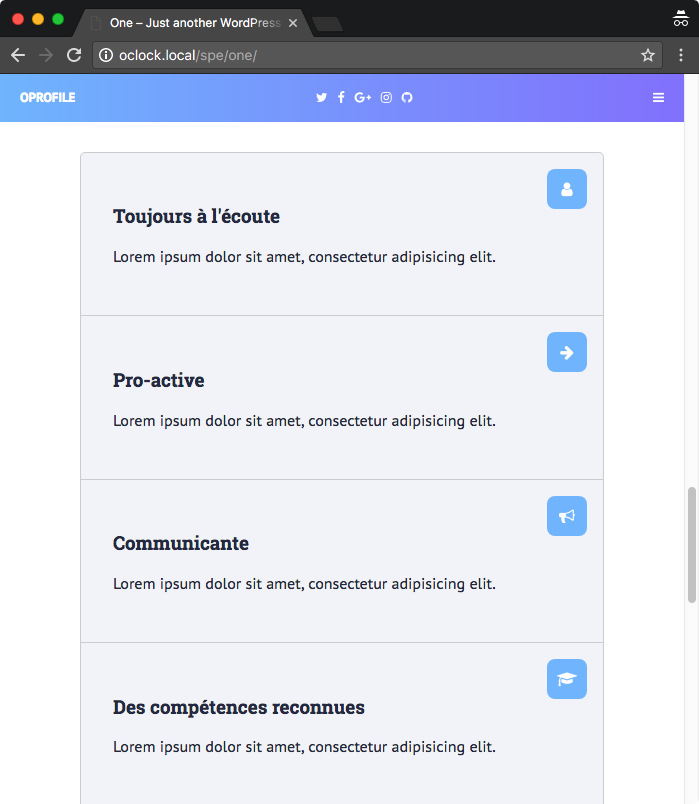 One – Just another WordPress
oclock.local/spe/one/
OPROFILE
Toujours à l'écoute
Lorem ipsum dolor sit amet, consectetur adipisicing elit.
Pro-active
Lorem ipsum dolor sit amet, consectetur adipisicing elit.
Communicante
Lorem ipsum dolor sit amet, consectetur adipisicing elit.
Des compétences reconnues
Lorem ipsum dolor sit amet, consectetur adipisicing elit.